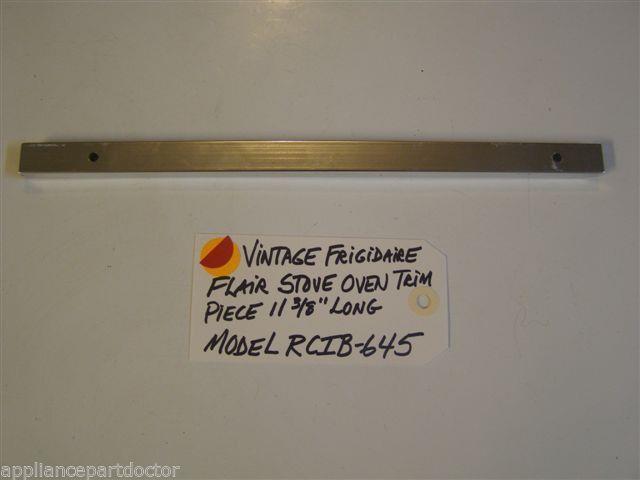 VINTAGE FRIGIDAIRE
FLAIR STOVE OVEN TRIM
PIECE 11 3/8" LONG
MODEL RCIB-645
appliancepartdoctor